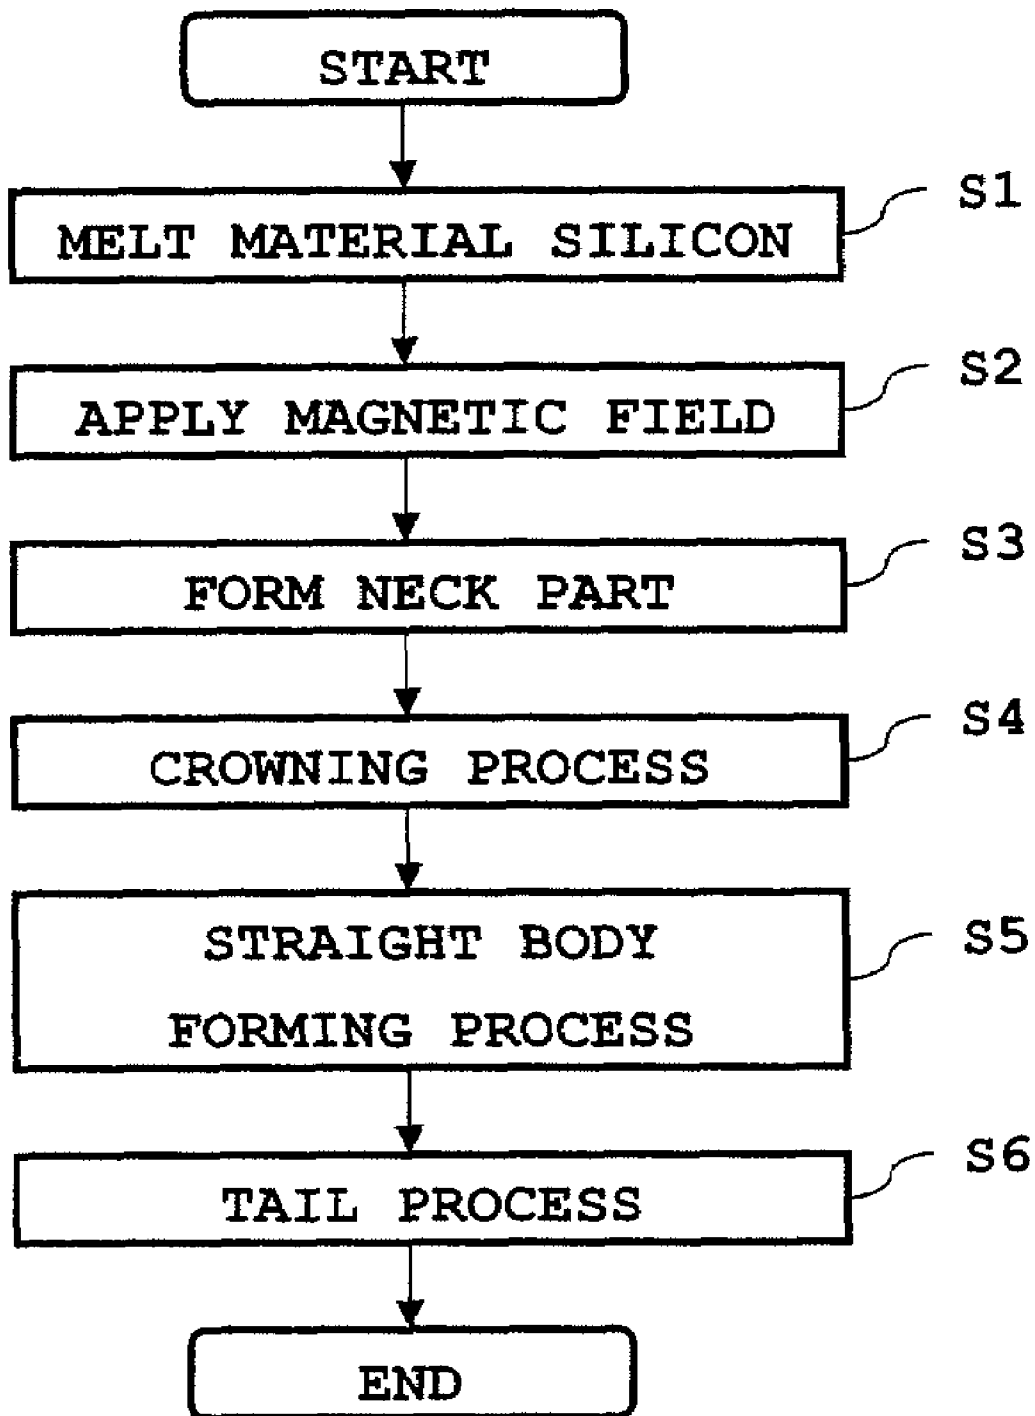 START
S1
MELT MATERIAL SILICON
S2
APPLY MAGNETIC FIELD
S3
FORM NECK PART
S4
CROWNING PROCESS
S5
STRAIGHT BODY
FORMING PROCESS
S6
TAIL PROCESS
END